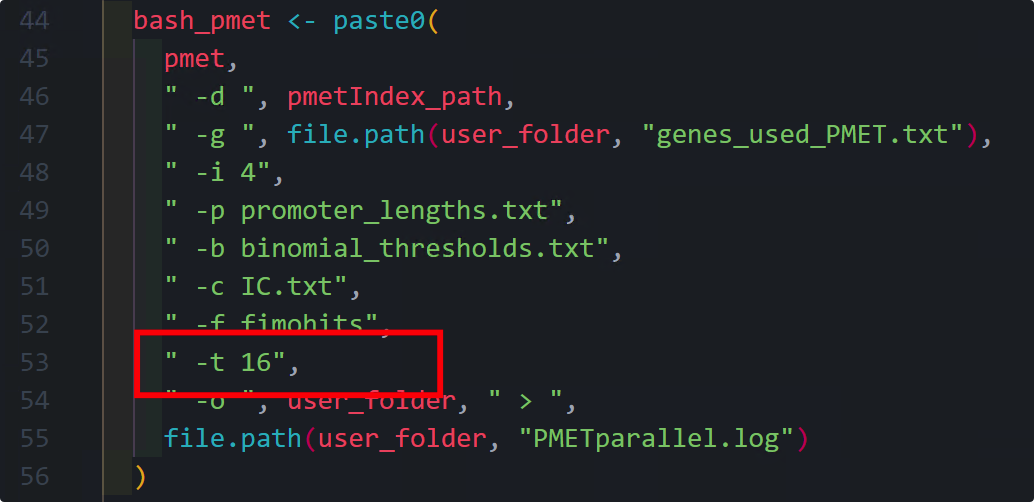 44 bash_pmet <- paste0(
45 pmet,
46 " -d ", pmetIndex_path,
47 " -g ", file.path(user_folder, "genes_used_PMET.txt"),
48 " -i 4",
49 " -p promoter_lengths.txt",
50 " -b binomial_thresholds.txt",
51 " -c IC.txt",
52 " -f fimohits",
53 " -t 16",
54 " -o ", user_folder, " > ",
55 file.path(user_folder, "PMETparallel.log")
56 )